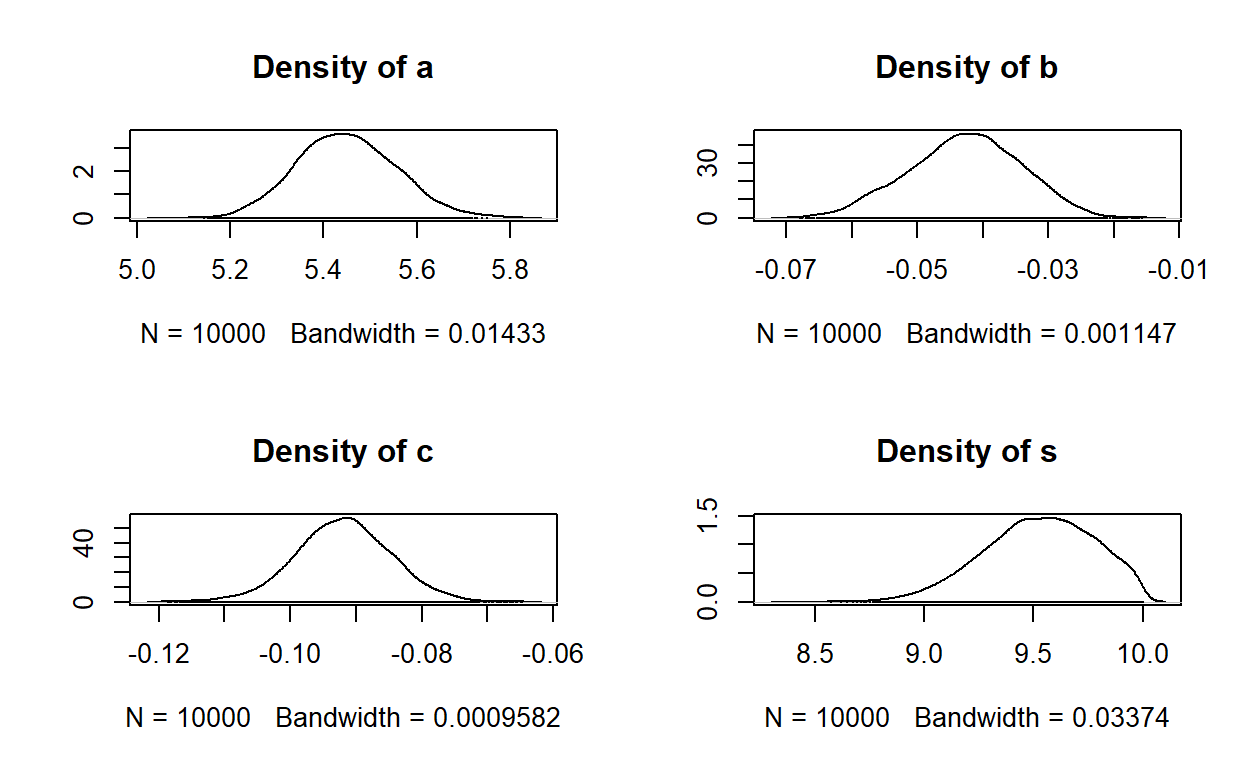 Density of a
2
0
5.0 5.2 5.4 5.6 5.8
N = 10000 Bandwidth = 0.01433
Density of b
30
0
-0.07 -0.05 -0.03 -0.01
N = 10000 Bandwidth = 0.001147
Density of c
40
0
-0.12 -0.10 -0.08 -0.06
N = 10000 Bandwidth = 0.0009582
Density of s
1.5
0.0
8.5 9.0 9.5 10.0
N = 10000 Bandwidth = 0.03374